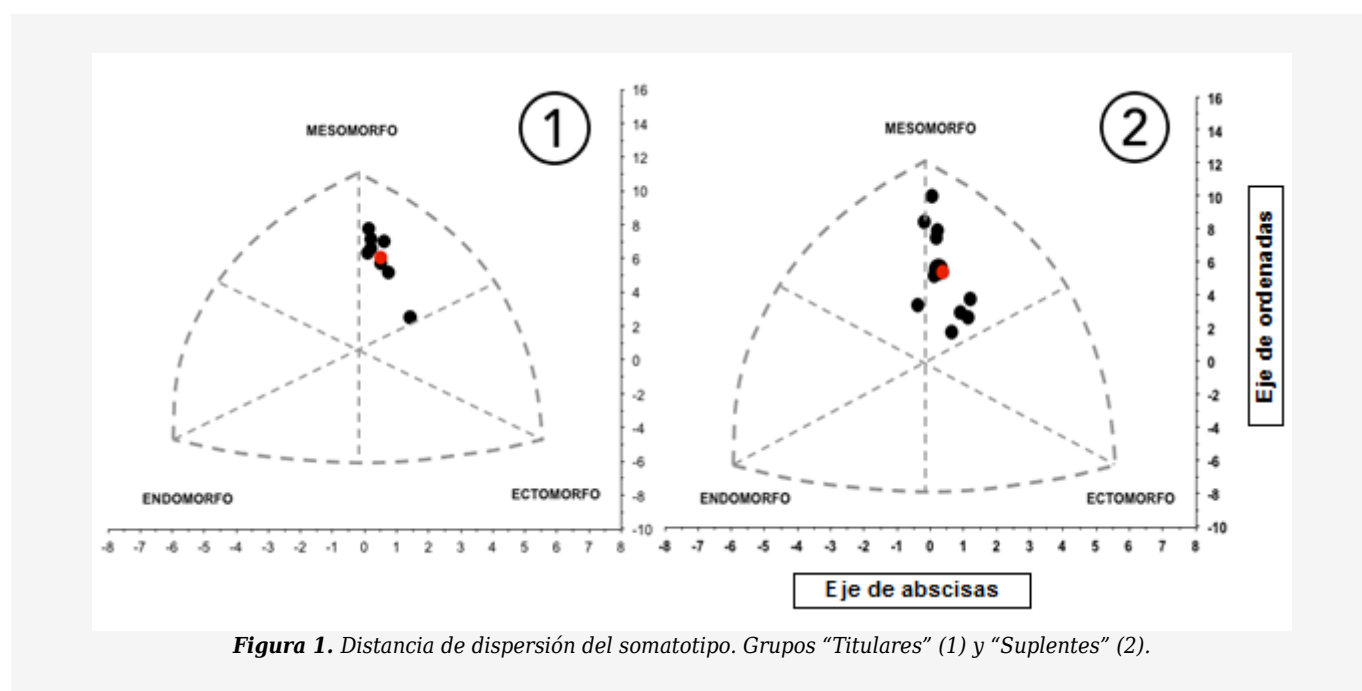 1
MESOMORFO
ENDOMORFO
ECTOMORFO
16
14
12
10
8
6
4
2
0
-2
-4
-6
-8
-10
-8 -7 -6 -5 -4 -3 -2 -1 0 1 2 3 4 5 6 7 8
2
MESOMORFO
ENDOMORFO
ECTOMORFO
16
14
12
10
8
6
4
2
0
-2
-4
-6
-8
-10
-8 -7 -6 -5 -4 -3 -2 -1 0 1 2 3 4 5 6 7 8
Eje de ordenadas
Eje de abscisas
Figura 1. Distancia de dispersión del somatotipo. Grupos “Titulares” (1) y “Suplentes” (2).